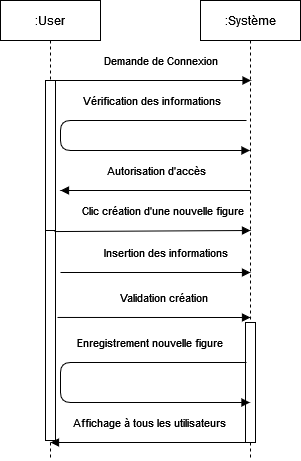 :User
:Système
Demande de Connexion
Vérification des informations
Autorisation d'accès
Clic création d'une nouvelle figure
Insertion des informations
Validation création
Enregistrement nouvelle figure
Affichage à tous les utilisateurs